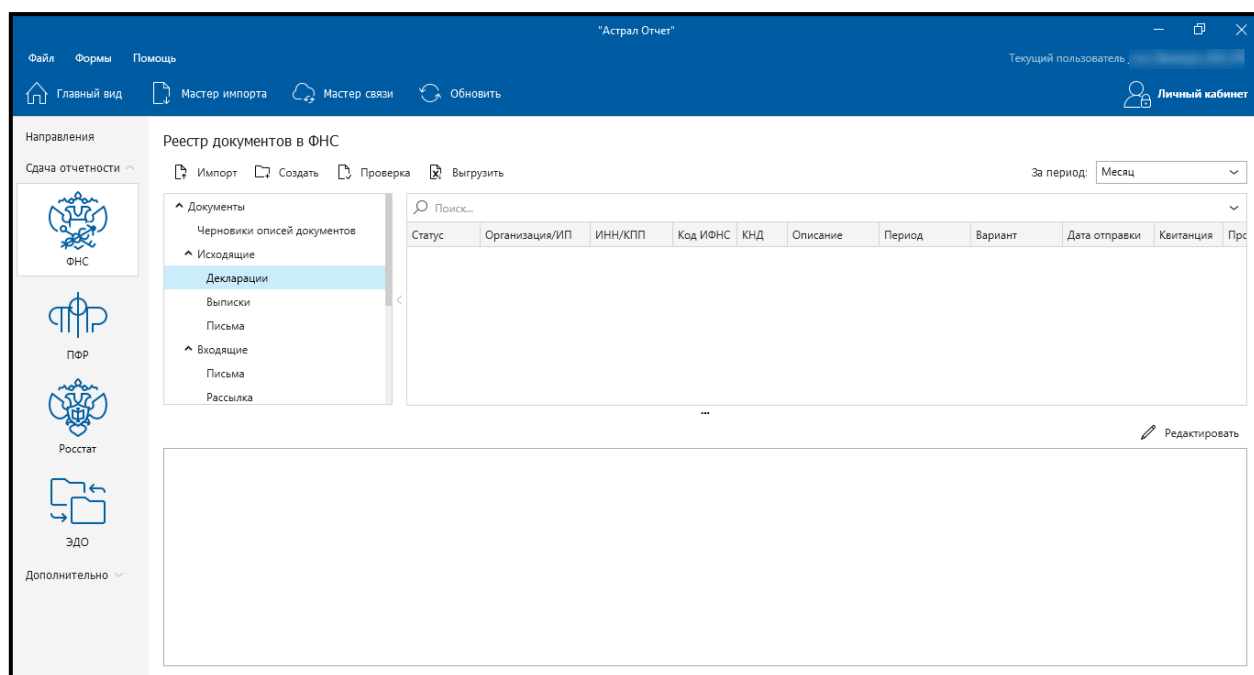 "Астрал Отчет"
Файл Формы Помощь
Текущий пользователь
Главный вид Мастер импорта Мастер связи Обновить Личный кабинет
Направления
Сдача отчетности
ФНС
ПФР
Росстат
ЭДО
Дополнительно
Реестр документов в ФНС
Импорт Создать Проверка Выгрузить За период: Месяц
Документы
Черновики описей документов
Исходящие
Декларации
Выписки
Письма
Входящие
Письма
Рассылка
Поиск...
Статус Организация/ИП ИНН/КПП Код ИФНС КНД Описание Период Вариант Дата отправки Квитанция Про
...
Редактировать